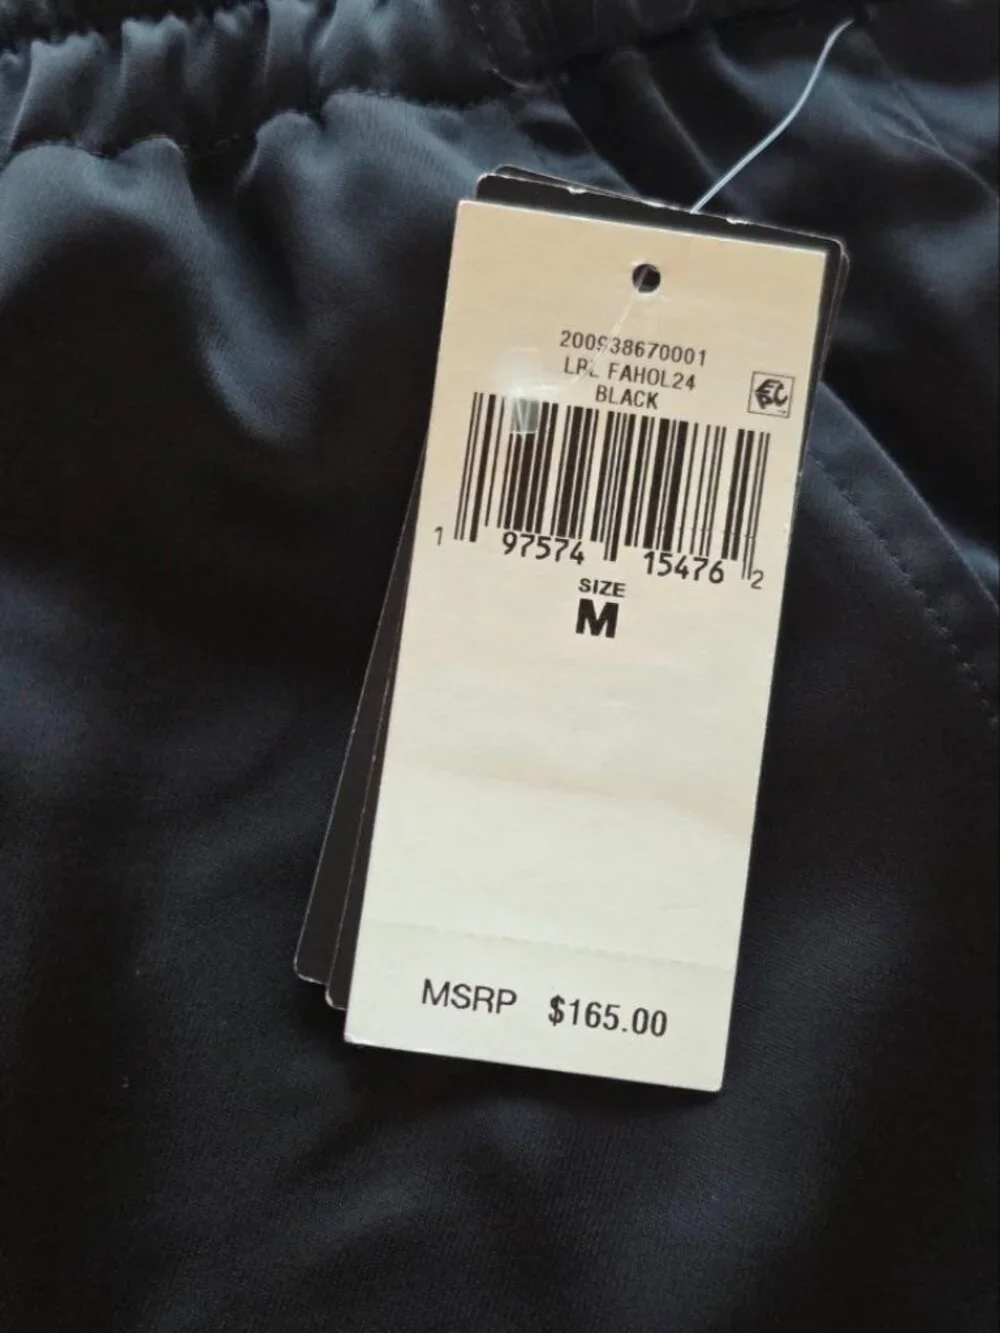 200938670001
LRL FAHOL24
BLACK
1 97574 15476 2
SIZE
M
MSRP $165.00